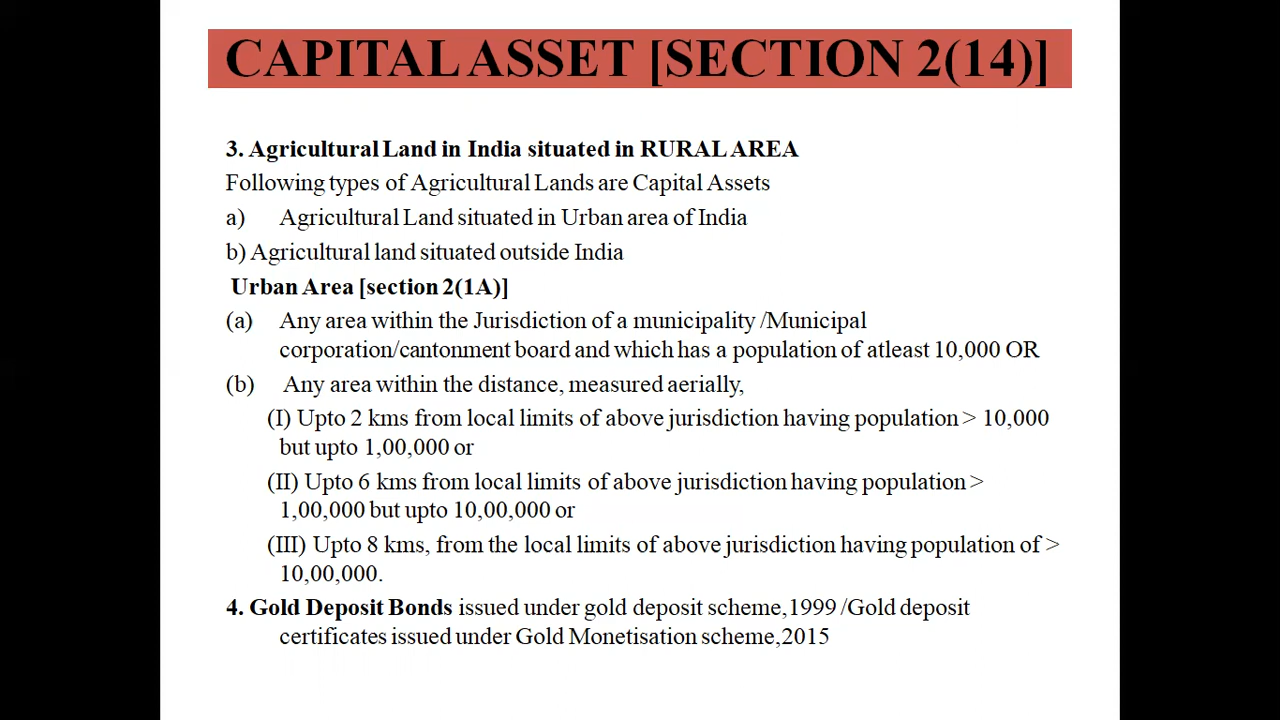 CAPITAL ASSET [SECTION 2(14)]
3. Agricultural Land in India situated in RURAL AREA
Following types of Agricultural Lands are Capital Assets
a) Agricultural Land situated in Urban area of India
b) Agricultural land situated outside India
Urban Area [section 2(1A)]
(a) Any area within the Jurisdiction of a municipality /Municipal
corporation/cantonment board and which has a population of atleast 10,000 OR
(b) Any area within the distance, measured aerially,
(I) Upto 2 kms from local limits of above jurisdiction having population > 10,000
but upto 1,00,000 or
(II) Upto 6 kms from local limits of above jurisdiction having population >
1,00,000 but upto 10,00,000 or
(III) Upto 8 kms, from the local limits of above jurisdiction having population of >
10,00,000.
4. Gold Deposit Bonds issued under gold deposit scheme,1999 /Gold deposit
certificates issued under Gold Monetisation scheme,2015